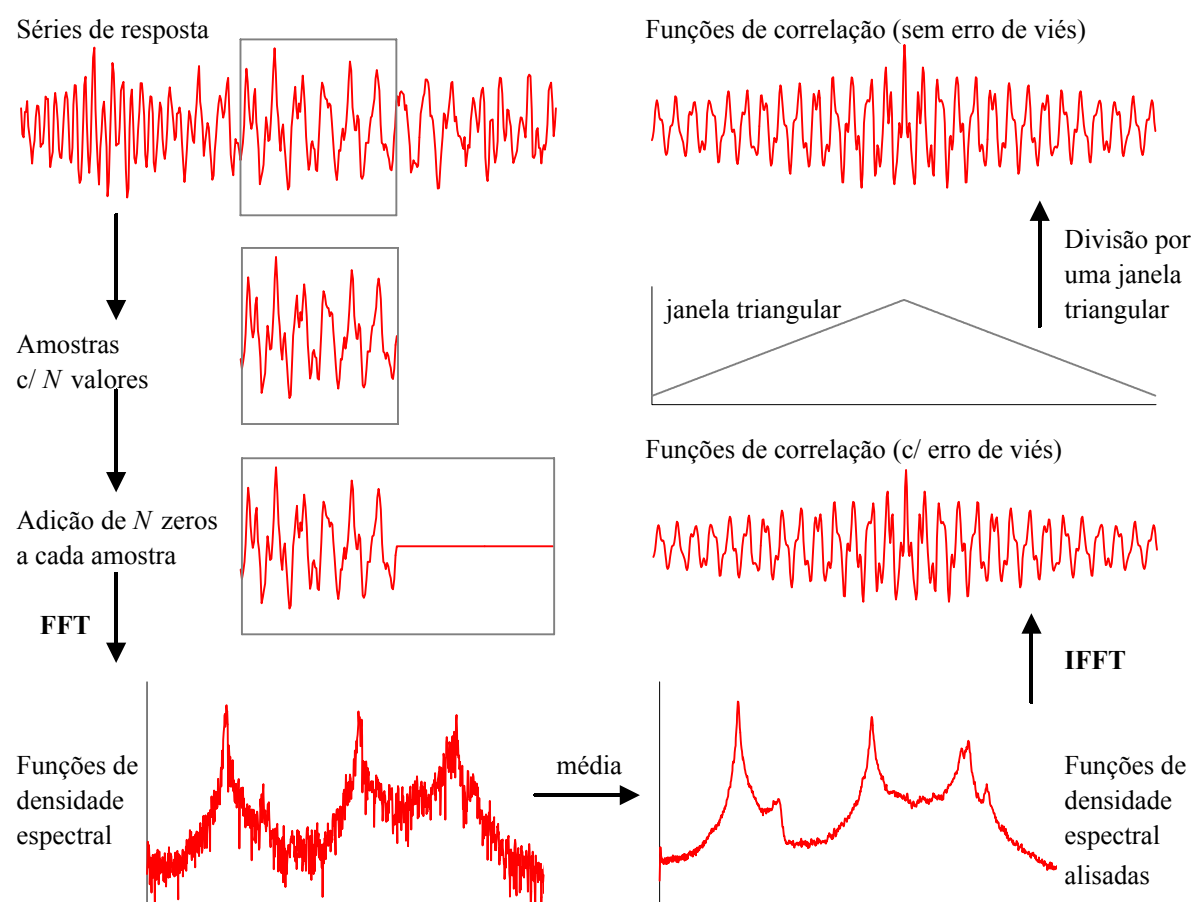 Séries de resposta
Amostras
c/ N valores
Adição de N zeros
a cada amostra
FFT
Funções de
densidade
espectral
média
Funções de
densidade
espectral
alisadas
IFFT
Funções de correlação (c/ erro de viés)
janela triangular
Divisão por
uma janela
triangular
Funções de correlação (sem erro de viés)